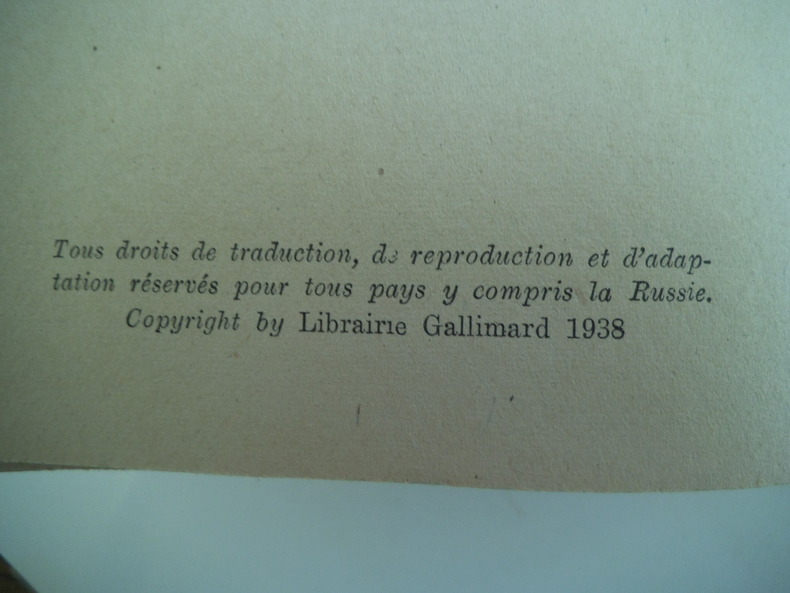 Tous droits de traduction, de reproduction et d'adap-
tation réservés pour tous pays y compris la Russie.
Copyright by Librairie Gallimard 1938